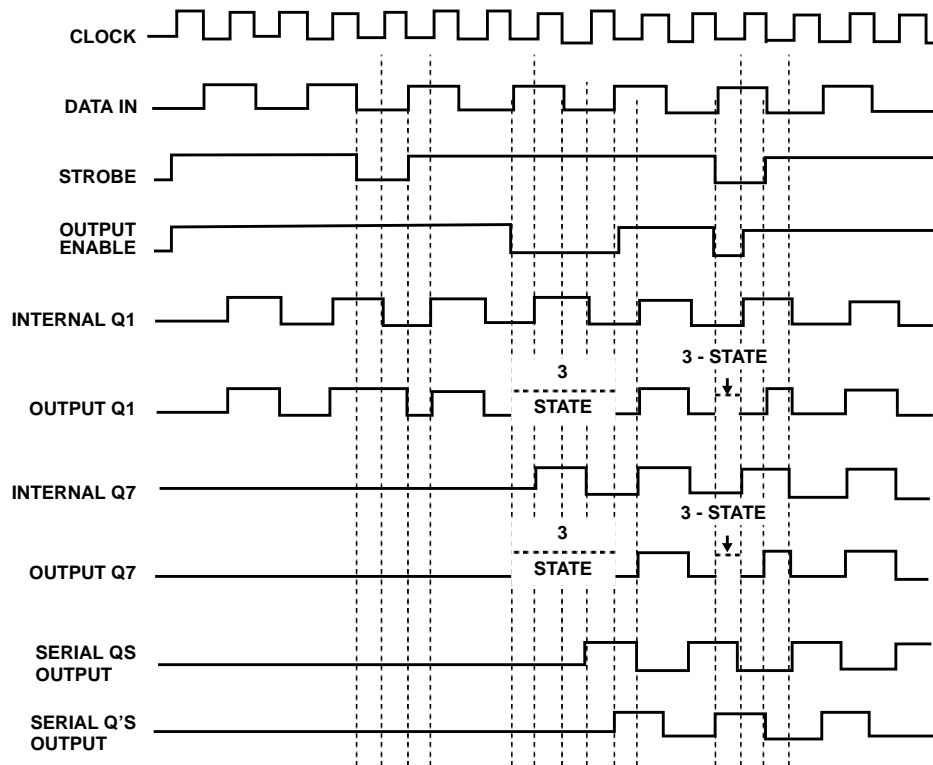 CLOCK
DATA IN
STROBE
OUTPUT
ENABLE
INTERNAL Q1
3 - STATE
3
OUTPUT Q1
STATE
INTERNAL Q7
3 - STATE
3
OUTPUT Q7
STATE
SERIAL QS
OUTPUT
SERIAL Q’S
OUTPUT